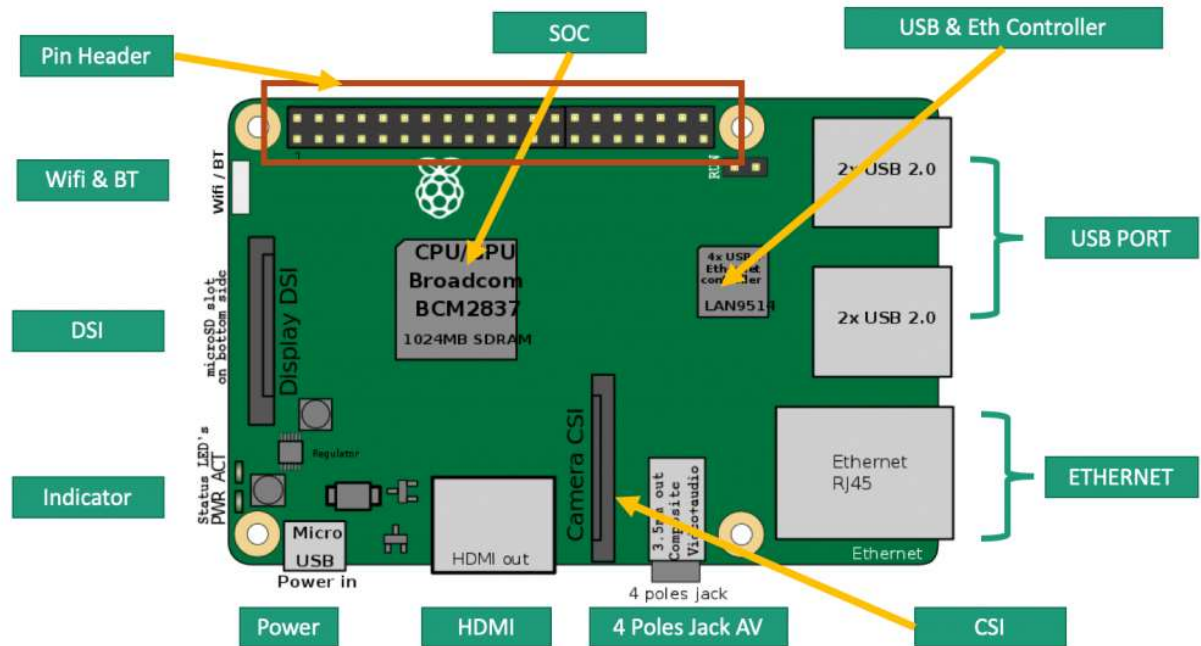 SOC
USB & Eth Controller
Pin Header
Wifi & BT
Wifi / BT
RUN
2x USB 2.0
USB PORT
CPU/GPU
Broadcom
BCM2837
1024MB SDRAM
4x USB
Ethernet
controller
LAN9514
2x USB 2.0
DSI
microSD slot
on bottom side
Display DSI
Camera CSI
Indicator
Status LED's
PWR ACT
Regulator
Ethernet
RJ45
ETHERNET
Micro
USB
Power in
HDMI out
3.5mm out
Composite
Video+audio
4 poles jack
Ethernet
Power
HDMI
4 Poles Jack AV
CSI